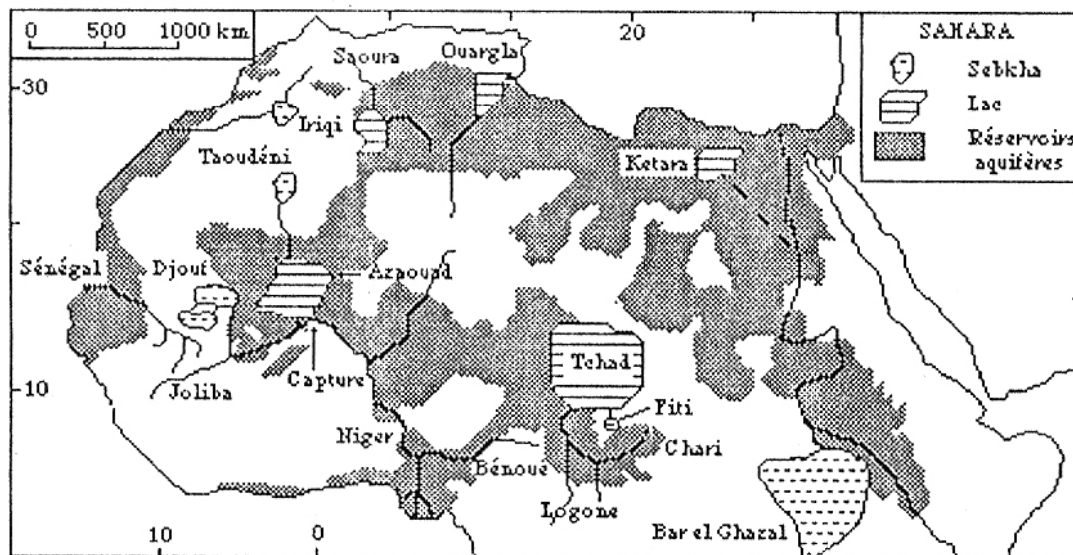 0 500 1000 km
20
SAHARA
Sebkha
Lac
Réservoirs
aquifères
Saoura
Ouargla
30
Iriqi
Taoudéni
Ketara
Sénégal
Djouf
Azaouad
Tchad
10
Joliba
Capture
Fiti
Niger
Bénoué
Chari
Logone
Bar el Ghazal
10
0